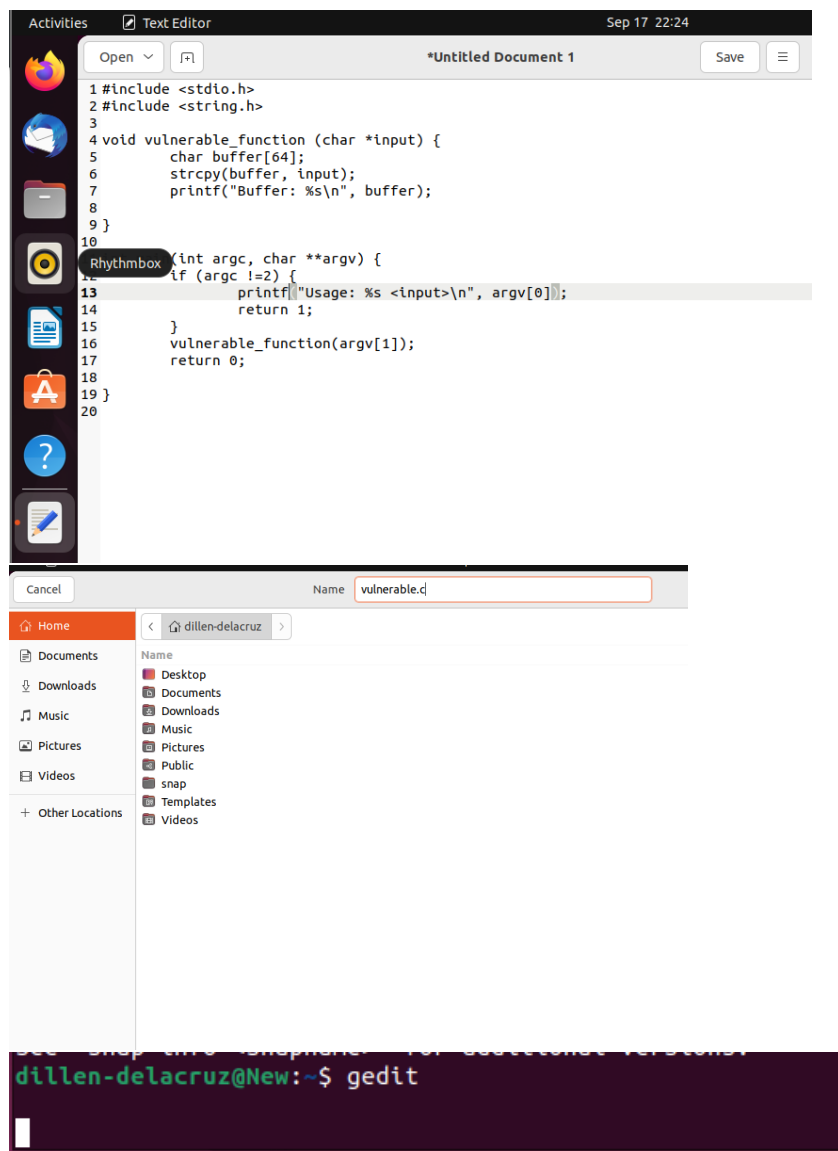 Activities Text Editor Sep 17 22:24
Open *Untitled Document 1 Save
1 #include <stdio.h>
2 #include <string.h>
3
4 void vulnerable_function (char *input) {
5 char buffer[64];
6 strcpy(buffer, input);
7 printf("Buffer: %s\n", buffer);
8
9 }
10
Rhythmbox (int argc, char **argv) {
12 if (argc !=2) {
13 printf("Usage: %s <input>\n", argv[0]);
14 return 1;
15 }
16 vulnerable_function(argv[1]);
17 return 0;
18
19 }
20
Cancel Name vulnerable.c
Home dillen-delacruz
Documents Name
Desktop
Downloads Documents
Downloads
Music Music
Pictures Pictures
Public
Videos snap
Other Locations Templates
Videos
dillen-delacruz@New:~$ gedit